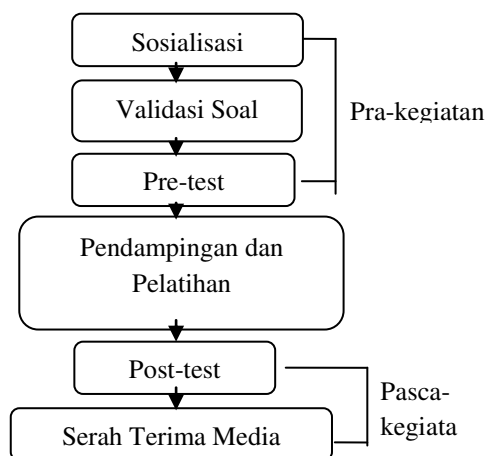 Sosialisasi
Validasi Soal
Pra-kegiatan
Pre-test
Pendampingan dan
Pelatihan
Post-test
Pasca-
kegiata
Serah Terima Media